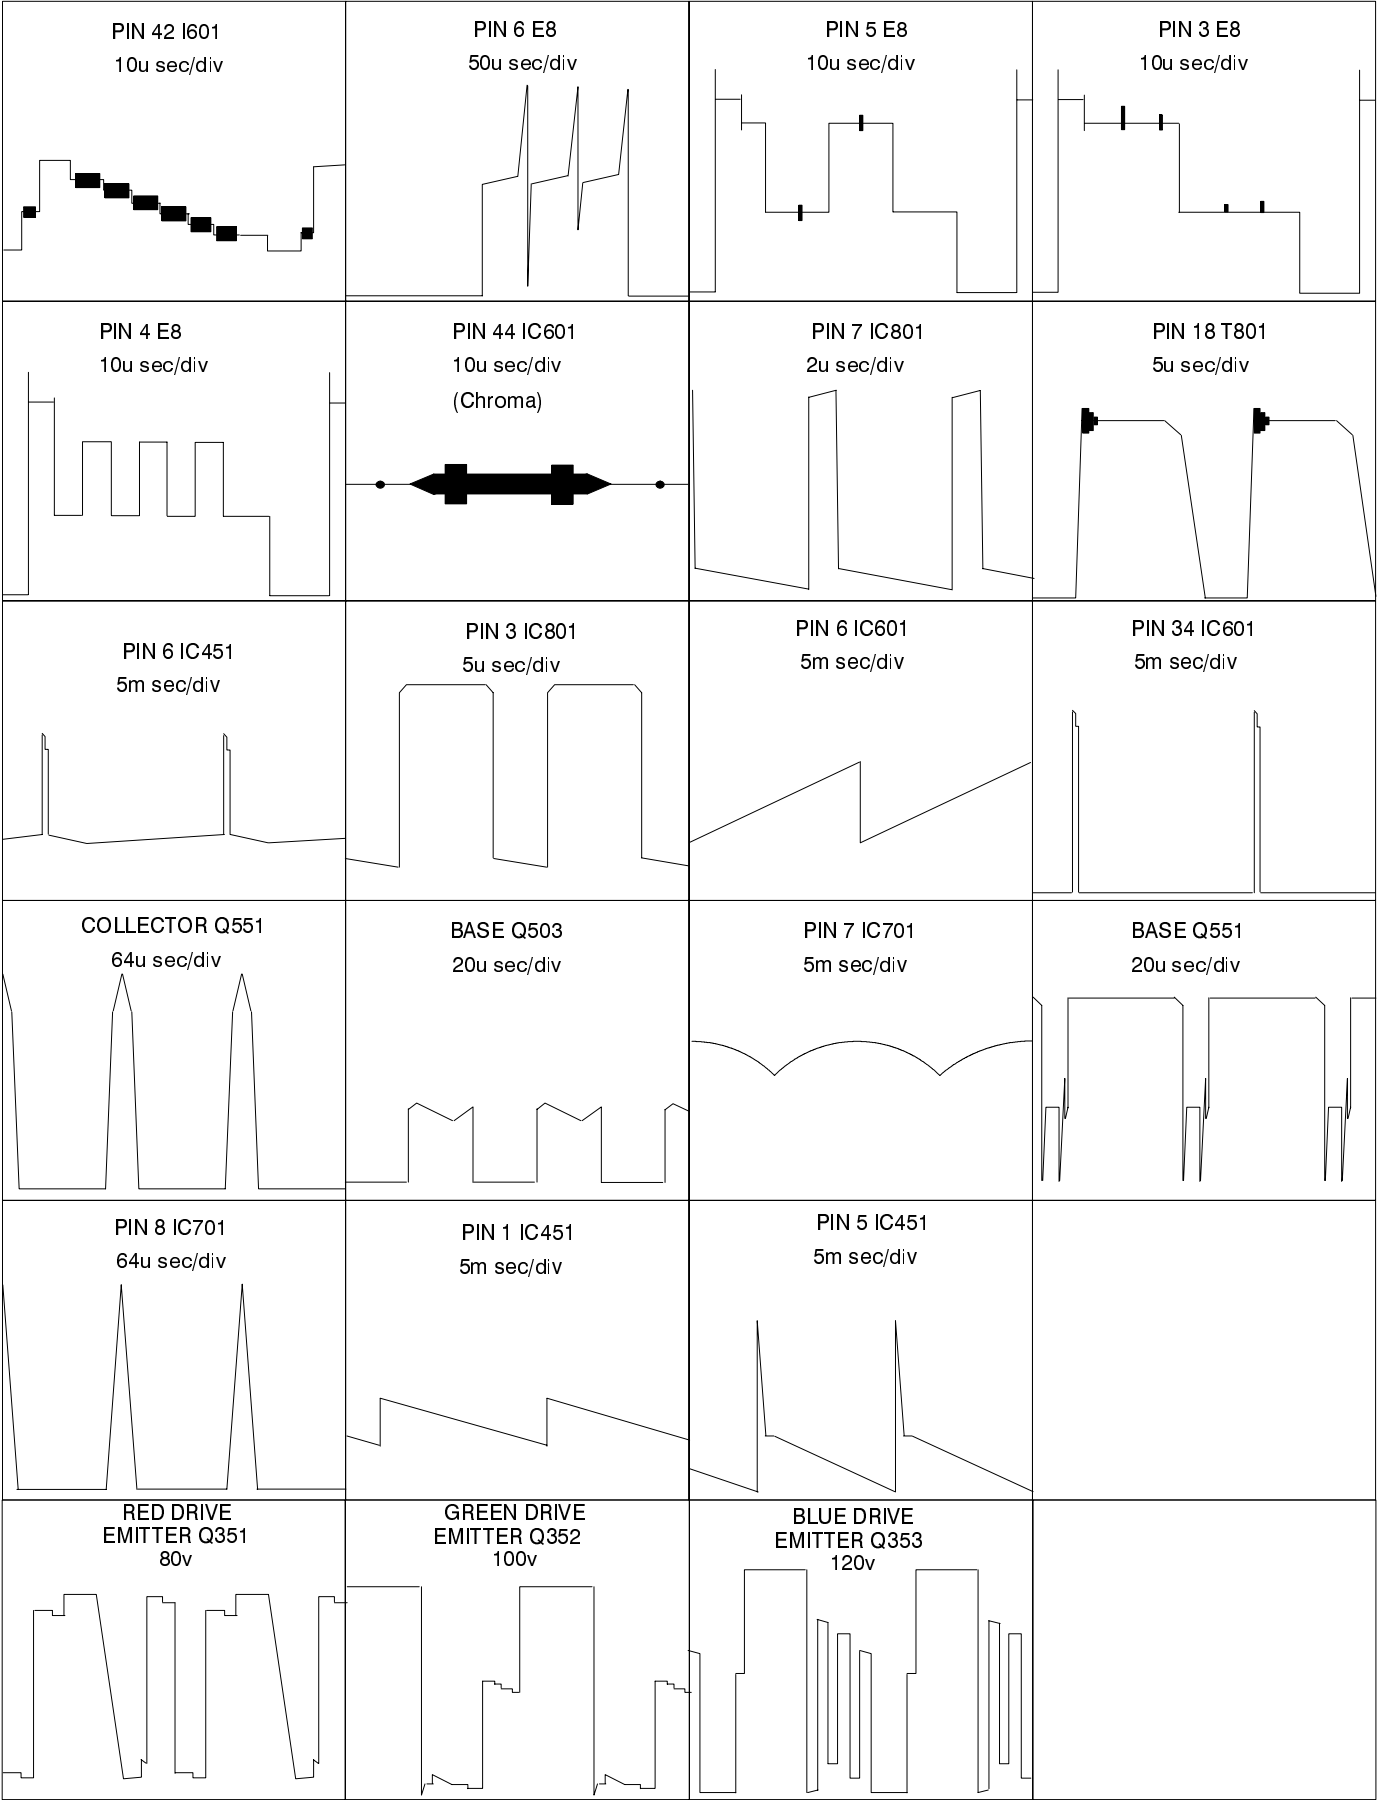 PIN 42 I601
10u sec/div
PIN 6 E8
50u sec/div
PIN 5 E8
10u sec/div
PIN 3 E8
10u sec/div
PIN 4 E8
10u sec/div
PIN 44 IC601
10u sec/div
(Chroma)
PIN 7 IC801
2u sec/div
PIN 18 T801
5u sec/div
PIN 6 IC451
5m sec/div
PIN 3 IC801
5u sec/div
PIN 6 IC601
5m sec/div
PIN 34 IC601
5m sec/div
COLLECTOR Q551
64u sec/div
BASE Q503
20u sec/div
PIN 7 IC701
5m sec/div
BASE Q551
20u sec/div
PIN 8 IC701
64u sec/div
PIN 1 IC451
5m sec/div
PIN 5 IC451
5m sec/div
RED DRIVE
EMITTER Q351
80v
GREEN DRIVE
EMITTER Q352
100v
BLUE DRIVE
EMITTER Q353
120v